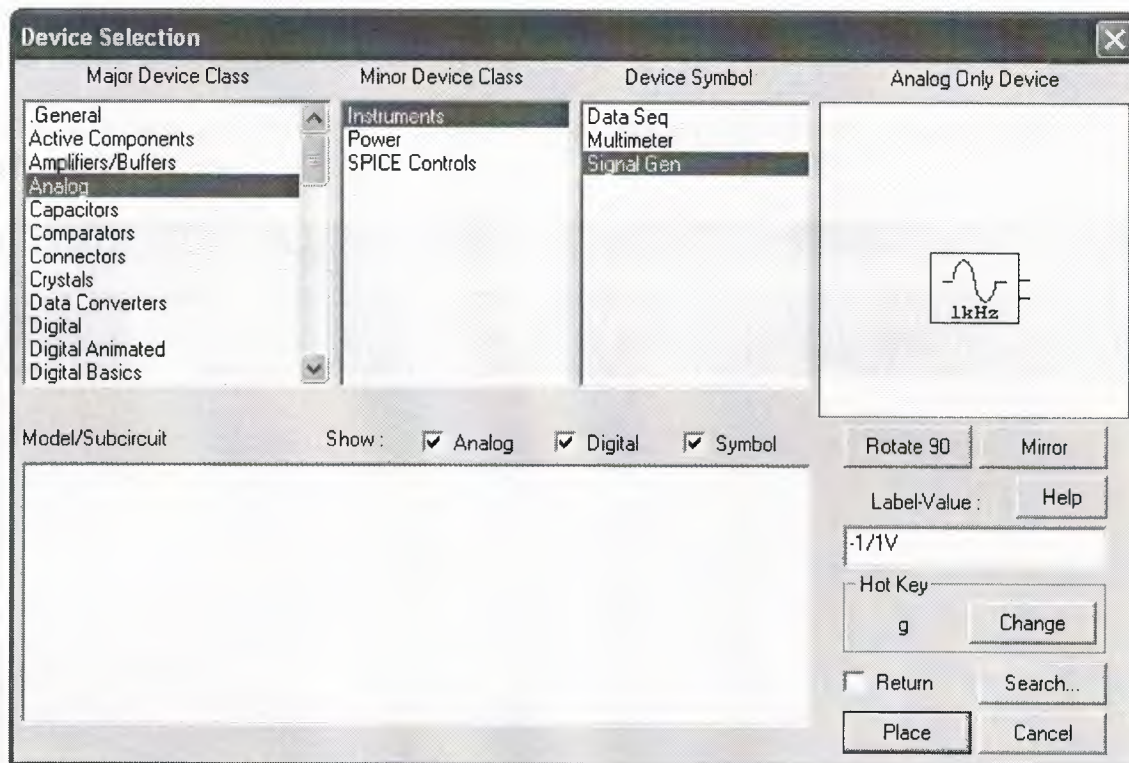 Device Selection
Major Device Class
.General
Active Components
Amplifiers/Buffers
Analog
Capacitors
Comparators
Connectors
Crystals
Data Converters
Digital
Digital Animated
Digital Basics
Minor Device Class
Instruments
Power
SPICE Controls
Device Symbol
Data Seq
Multimeter
Signal Gen
Analog Only Device
1kHz
Model/Subcircuit
Show :
Analog
Digital
Symbol
Rotate 90
Mirror
Label-Value :
Help
-1/1V
Hot Key
g
Change
Return
Search...
Place
Cancel